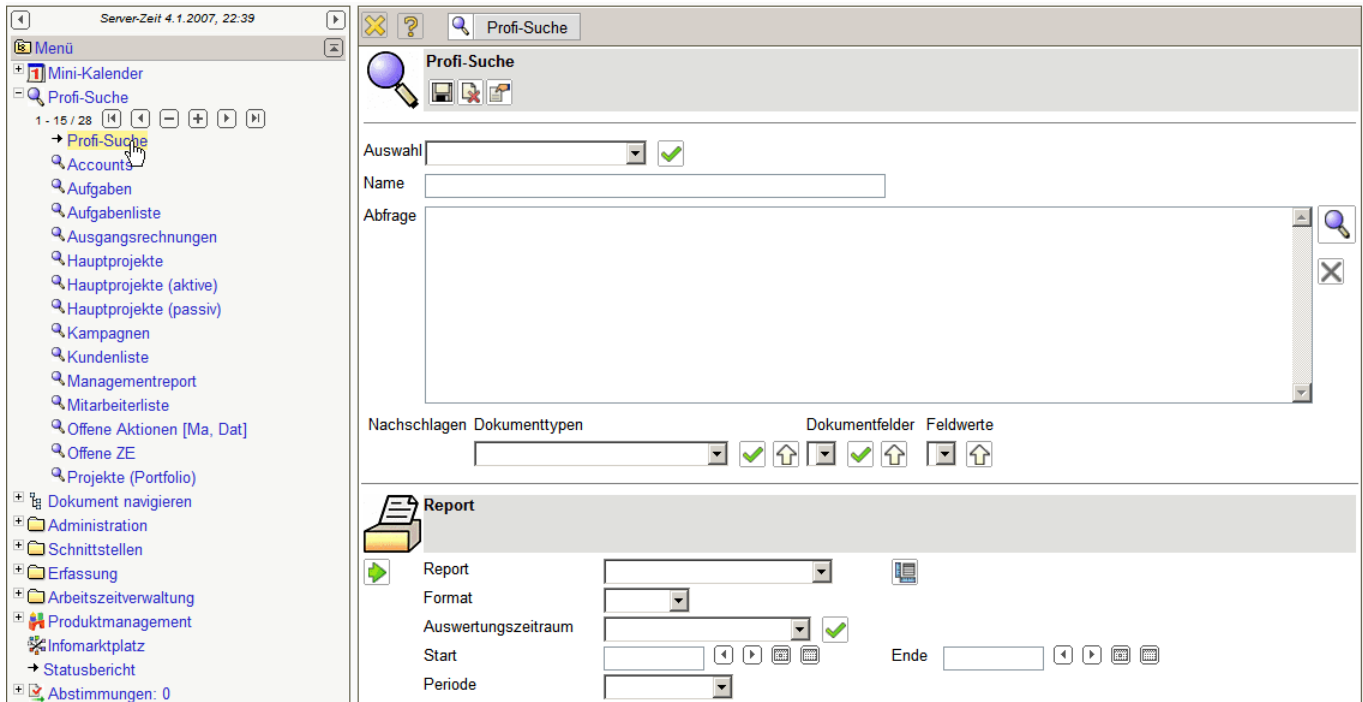 Server-Zeit 4.1.2007, 22:39
Menü
Mini-Kalender
Profi-Suche
1 - 15 / 28
Profi-Suche
Accounts
Aufgaben
Aufgabenliste
Ausgangsrechnungen
Hauptprojekte
Hauptprojekte (aktive)
Hauptprojekte (passiv)
Kampagnen
Kundenliste
Managementreport
Mitarbeiterliste
Offene Aktionen [Ma, Dat]
Offene ZE
Projekte (Portfolio)
Dokument navigieren
Administration
Schnittstellen
Erfassung
Arbeitszeitverwaltung
Produktmanagement
Infomarktplatz
Statusbericht
Abstimmungen: 0
Profi-Suche
Profi-Suche
Auswahl
Name
Abfrage
Nachschlagen Dokumenttypen Dokumentfelder Feldwerte
Report
Report
Format
Auswertungszeitraum
Start Ende
Periode